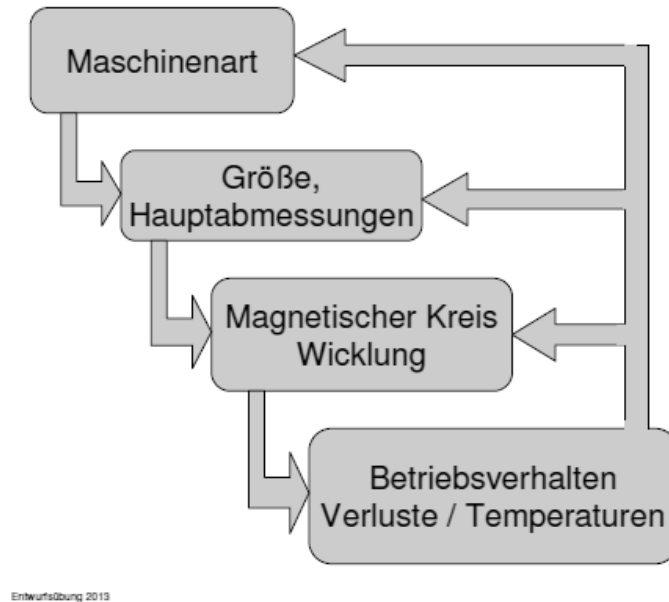 Maschinenart
Größe,
Hauptabmessungen
Magnetischer Kreis
Wicklung
Betriebsverhalten
Verluste / Temperaturen
Entwurfsübung 2013